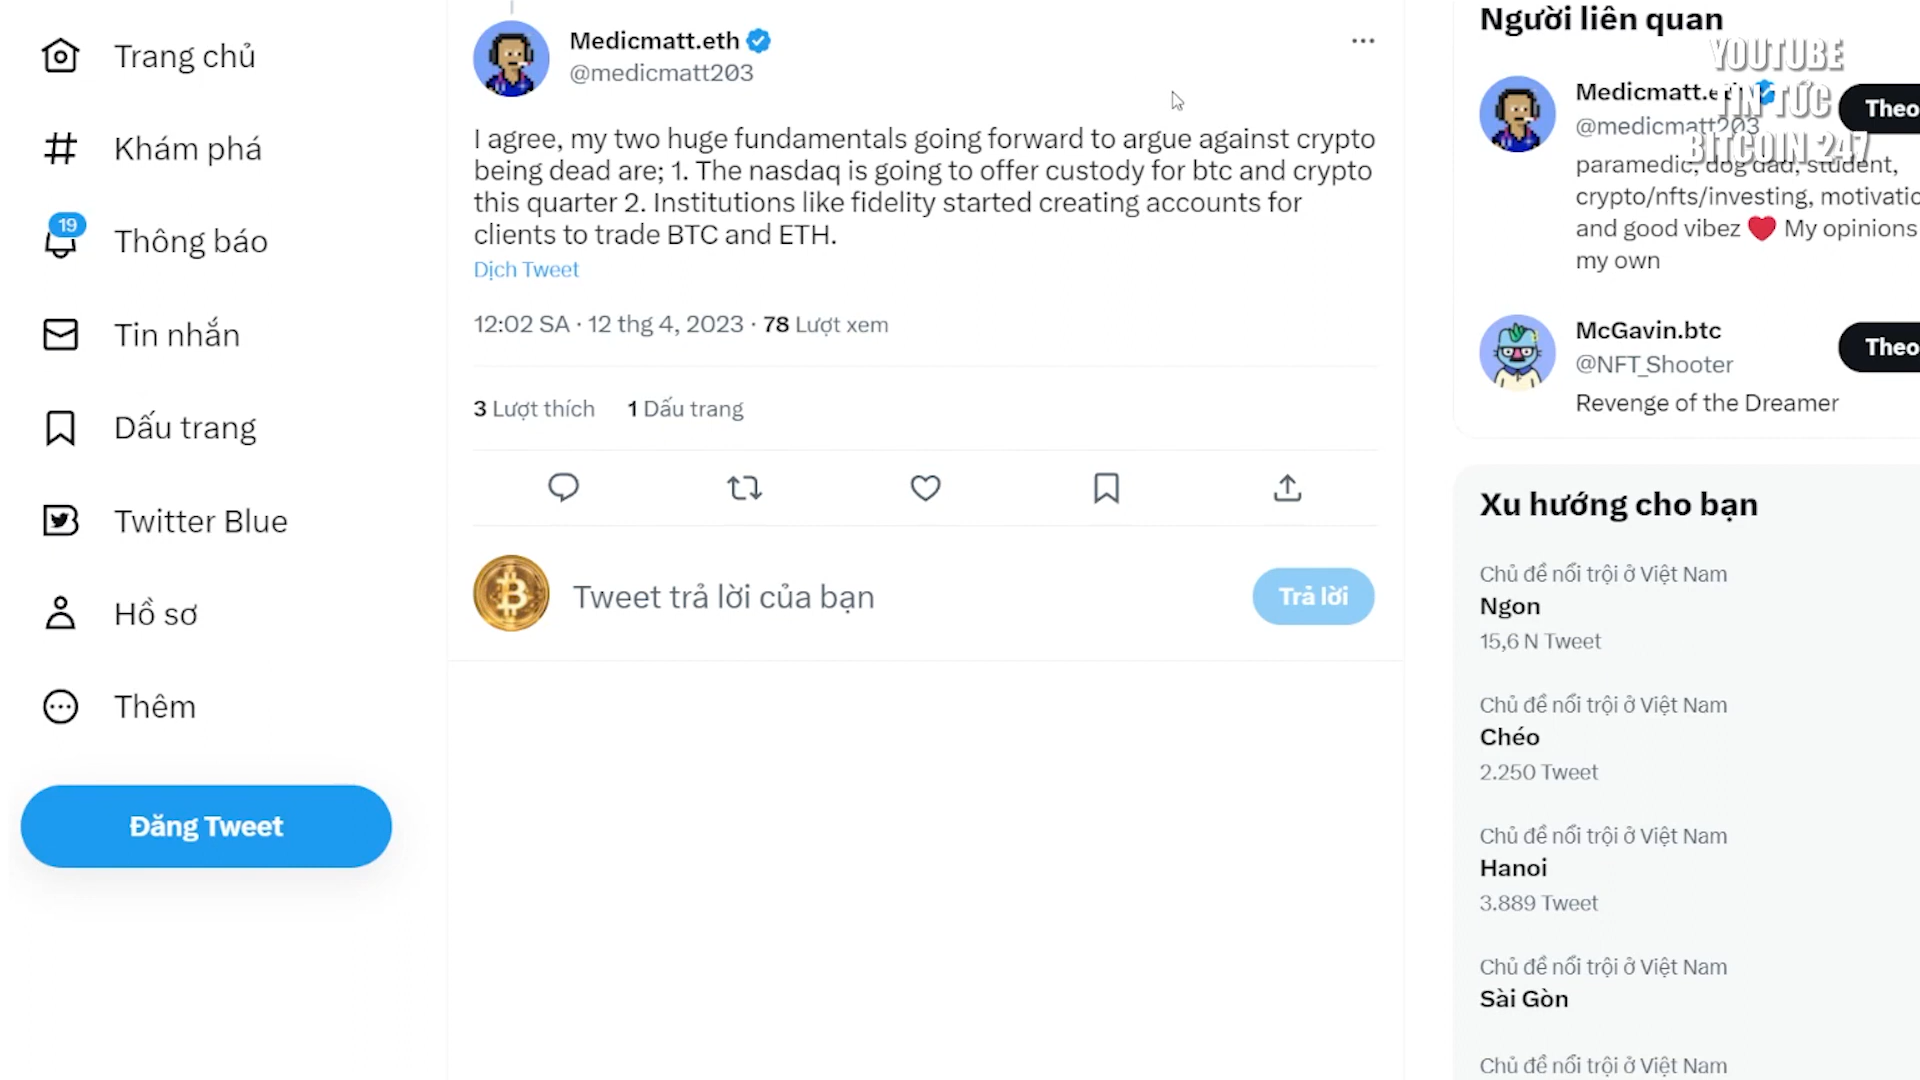 Trang chủ
Khám phá
19
Thông báo
Tin nhắn
Dấu trang
Twitter Blue
Hồ sơ
Thêm
Đăng Tweet
Medicmatt.eth
@medicmatt203
I agree, my two huge fundamentals going forward to argue against crypto
being dead are; 1. The nasdaq is going to offer custody for btc and crypto
this quarter 2. Institutions like fidelity started creating accounts for
clients to trade BTC and ETH.
Dịch Tweet
12:02 SA · 12 thg 4, 2023 · 78 Lượt xem
3 Lượt thích 1 Dấu trang
Tweet trả lời của bạn
Trả lời
Người liên quan
YOUTUBE
TIN TỨC
BITCOIN 247
Medicmatt.eth
Theo
@medicmatt203
paramedic, dog dad, student,
crypto/nfts/investing, motivatio
and good vibez ❤️ My opinions
my own
McGavin.btc
Theo
@NFT_Shooter
Revenge of the Dreamer
Xu hướng cho bạn
Chủ đề nổi trội ở Việt Nam
Ngon
15,6 N Tweet
Chủ đề nổi trội ở Việt Nam
Chéo
2.250 Tweet
Chủ đề nổi trội ở Việt Nam
Hanoi
3.889 Tweet
Chủ đề nổi trội ở Việt Nam
Sài Gòn
Chủ đề nổi trội ở Việt Nam